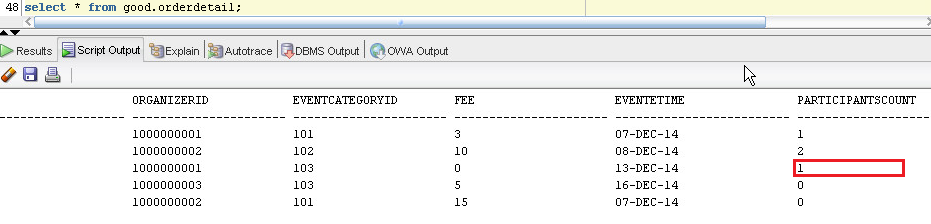 48 select * from good.orderdetail;
Results Script Output Explain Autotrace DBMS Output OWA Output
ORGANIZERID EVENTCATEGORYID FEE EVENTETIME PARTICIPANTSCOUNT
1000000001 101 3 07-DEC-14 1
1000000002 102 10 08-DEC-14 2
1000000001 103 0 13-DEC-14 1
1000000003 103 5 16-DEC-14 0
1000000002 101 15 07-DEC-14 0